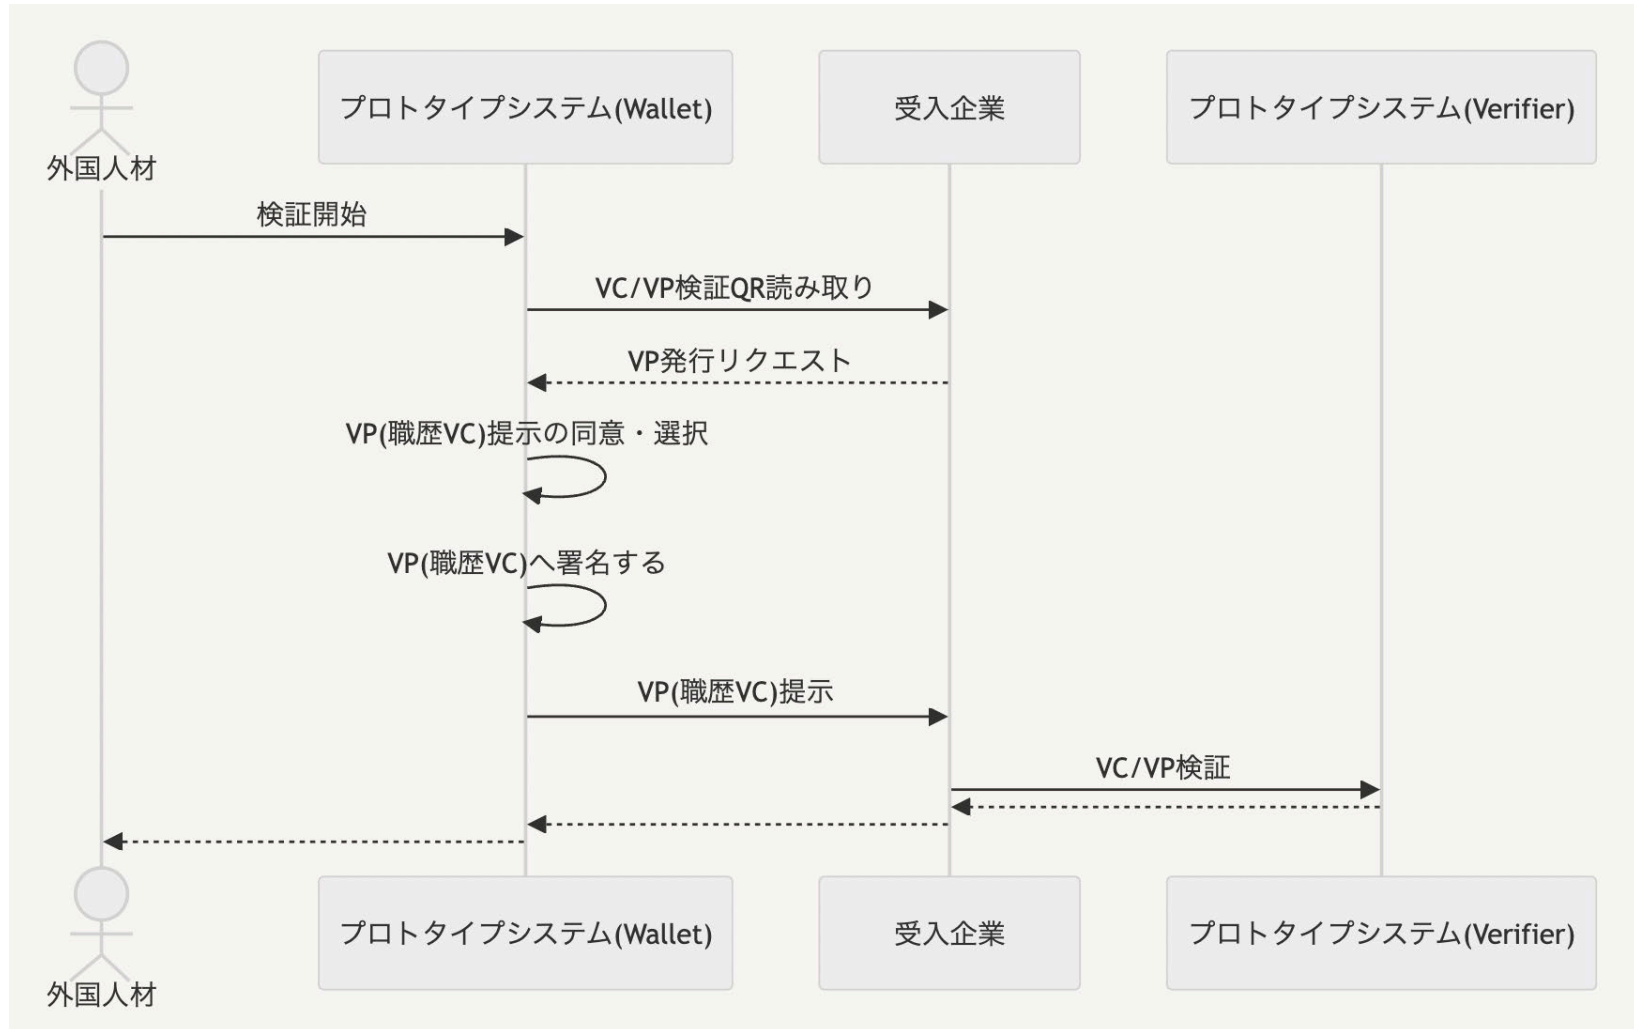 外国人材
プロトタイプシステム(Wallet)
受入企業
プロトタイプシステム(Verifier)
検証開始
VC/VP検証QR読み取り
VP発行リクエスト
VP(職歴VC)提示の同意・選択
VP(職歴VC)へ署名する
VP(職歴VC)提示
VC/VP検証
外国人材
プロトタイプシステム(Wallet)
受入企業
プロトタイプシステム(Verifier)